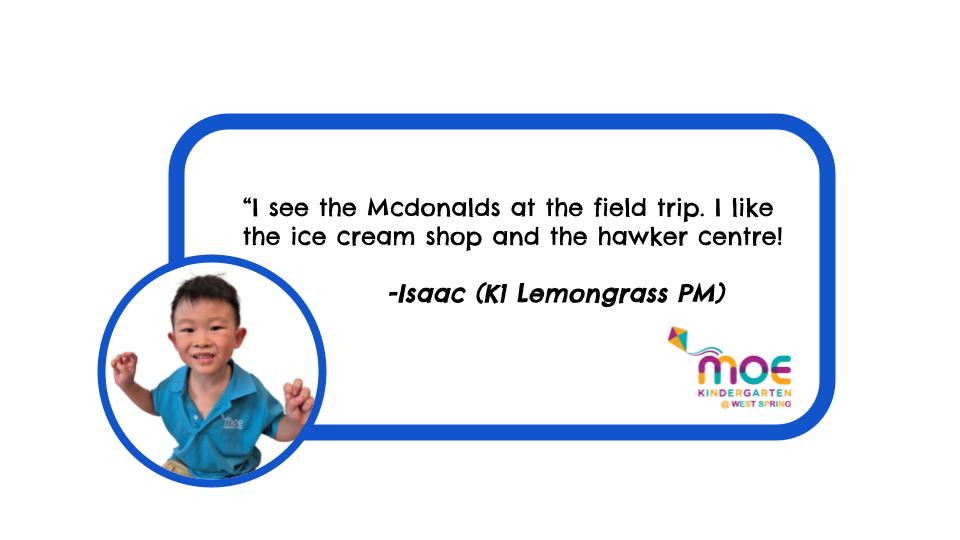 “I see the Mcdonalds at the field trip. I like
the ice cream shop and the hawker centre!
-Isaac (K1 Lemongrass PM)
moe
KINDERGARTEN
@ WEST SPRING
moe